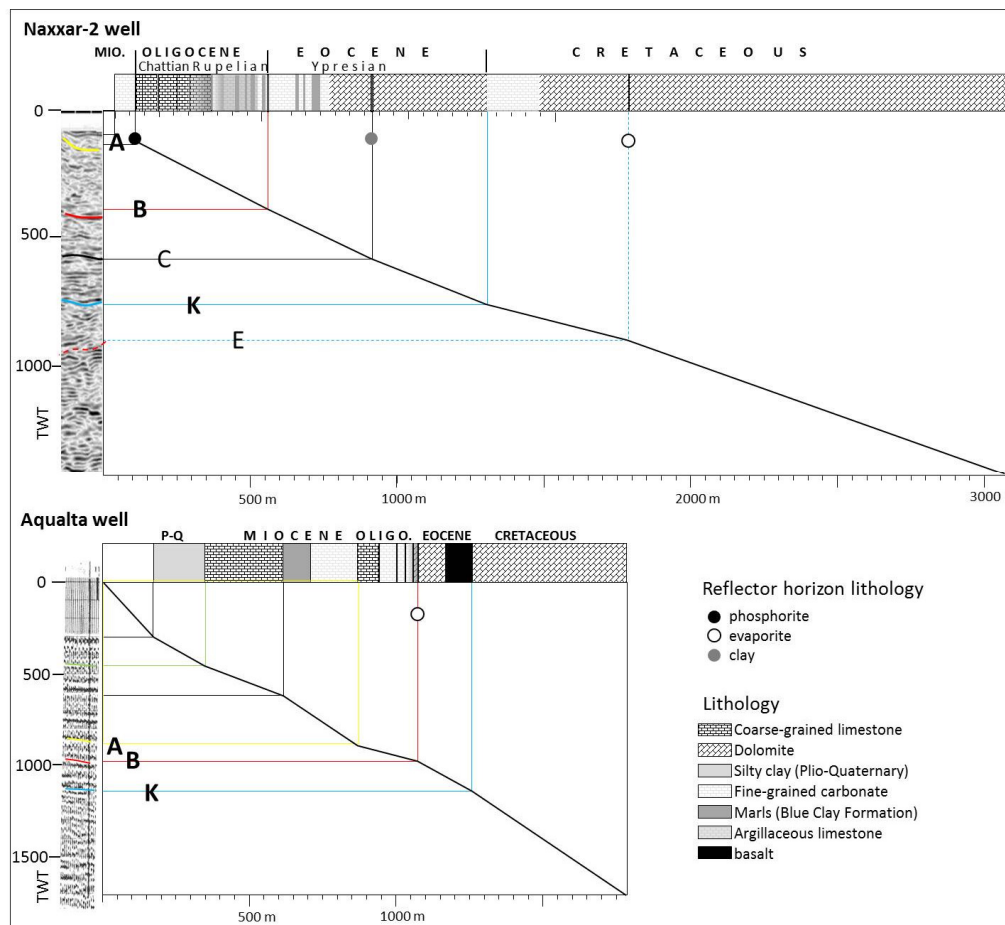 Naxxar-2 well
MIO. OLIGOCENE EOCENE CRETACEOUS
Chattian Rupelian Ypresian
0
A
B
500
C
K
E
1000
TWT
500 m 1000 m 2000 m 3000
Aqualta well
P-Q MIOCENE OLIGO. EOCENE CRETACEOUS
0
500
A
B
1000
K
1500
TWT
500 m 1000 m
Reflector horizon lithology
phosphorite
evaporite
clay
Lithology
Coarse-grained limestone
Dolomite
Silty clay (Plio-Quaternary)
Fine-grained carbonate
Marls (Blue Clay Formation)
Argillaceous limestone
basalt